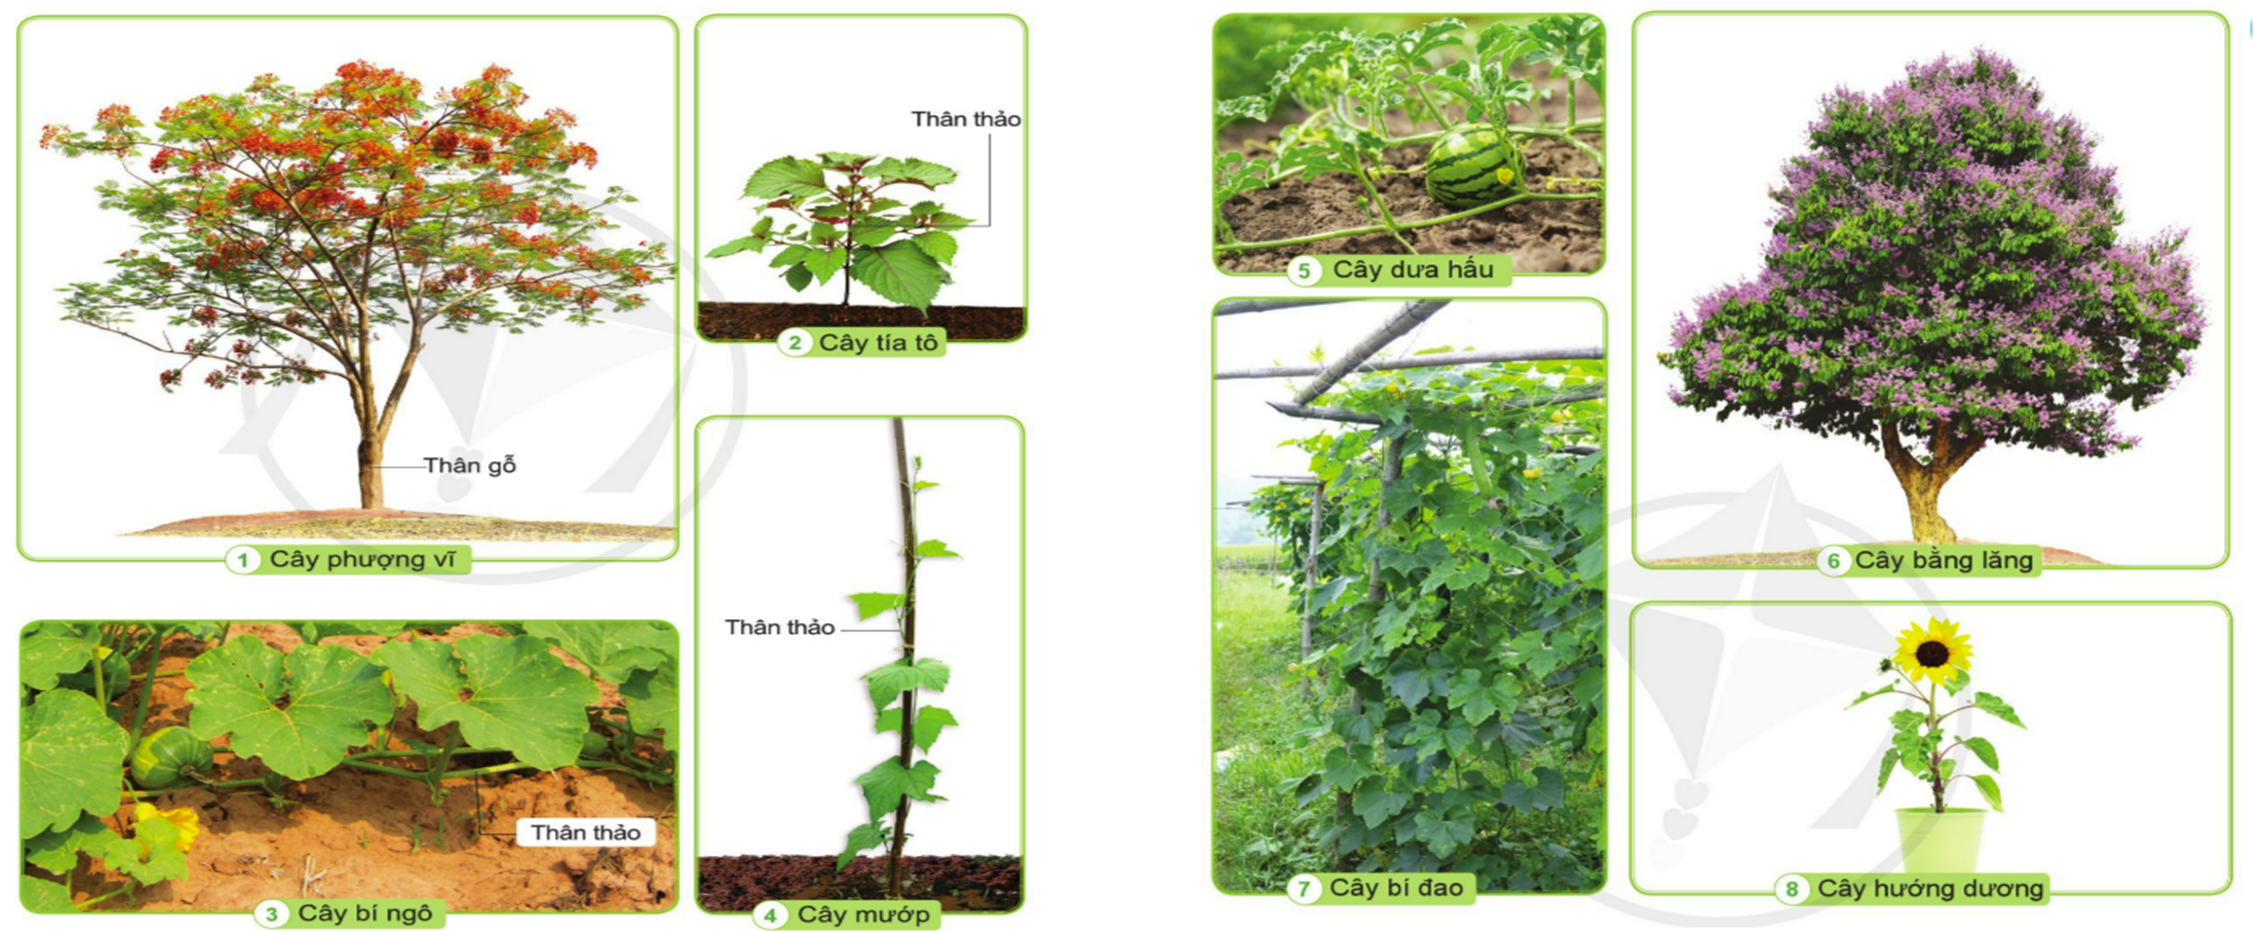 Thân gỗ
1 Cây phượng vĩ
Thân thảo
2 Cây tía tô
Thân thảo
3 Cây bí ngô
Thân thảo
4 Cây mướp
5 Cây dưa hấu
6 Cây bằng lăng
7 Cây bí đao
8 Cây hướng dương